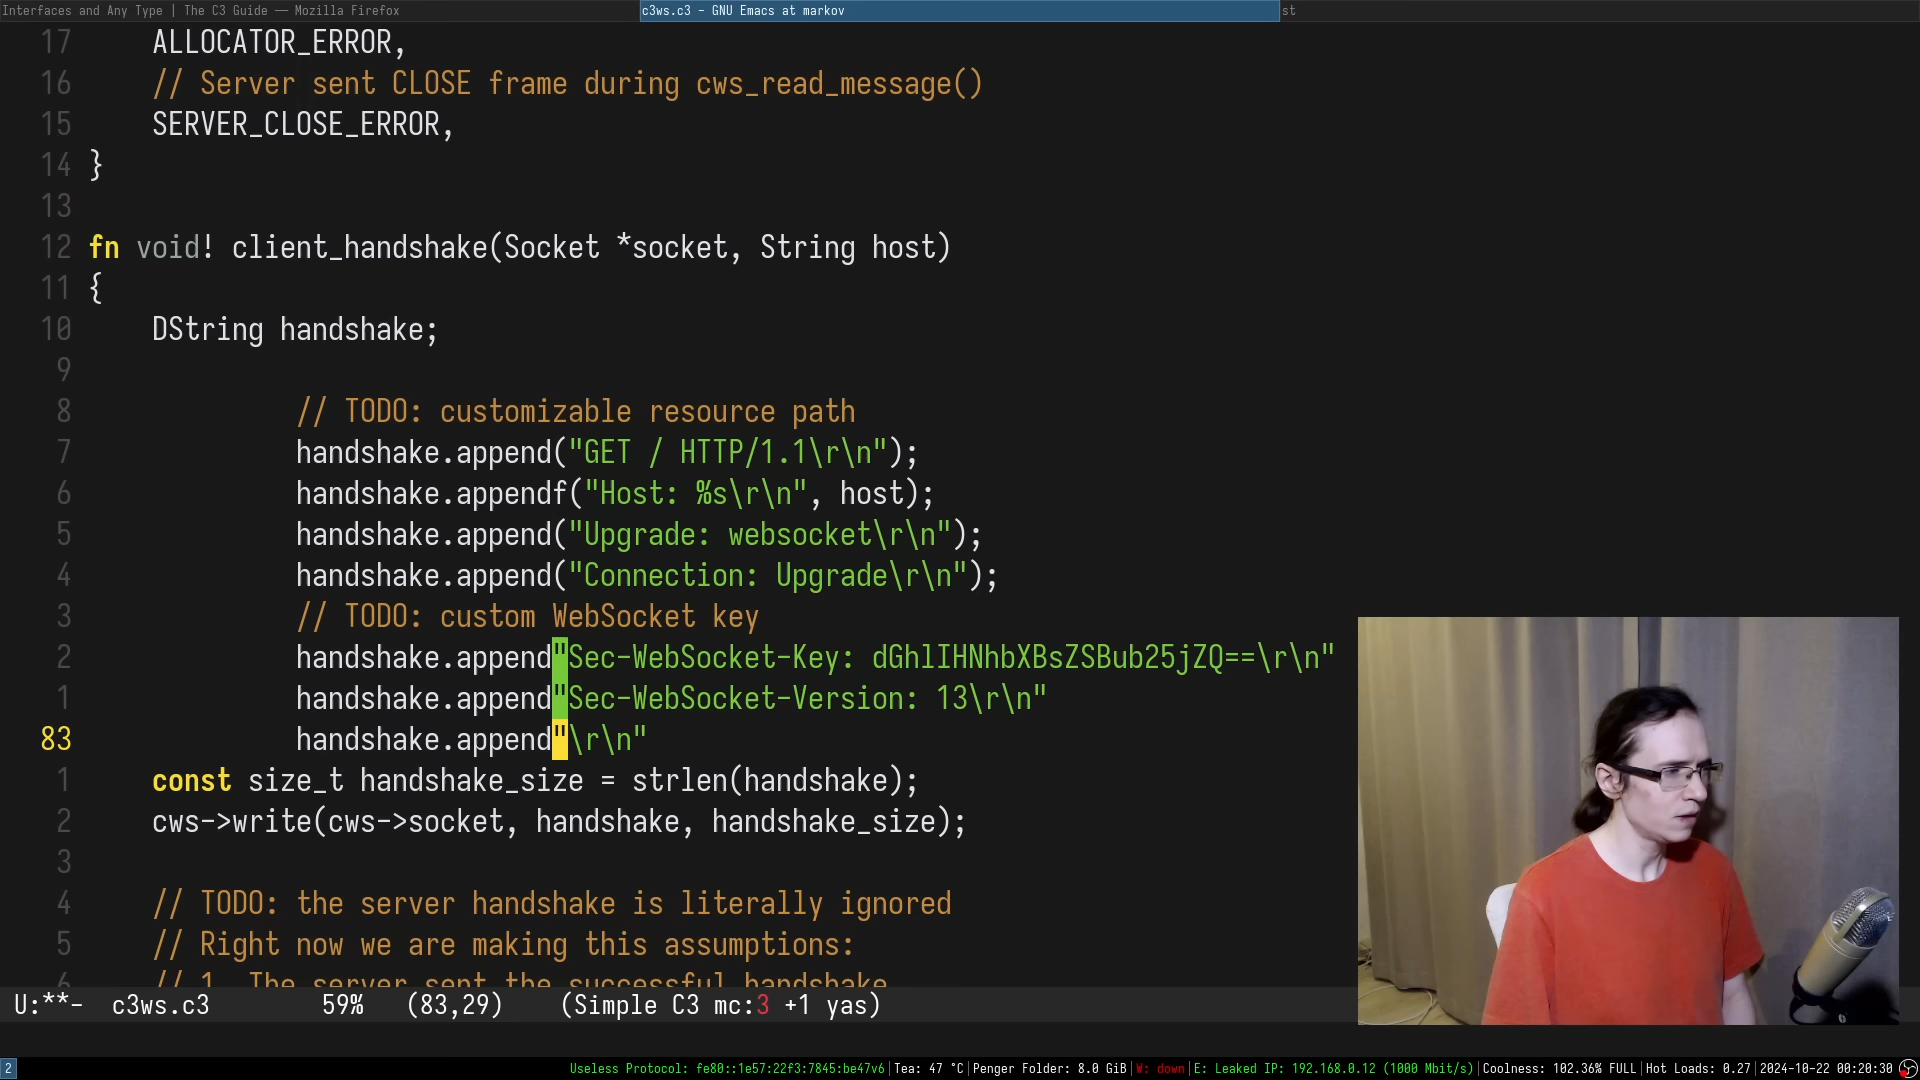 Interfaces and Any Type | The C3 Guide — Mozilla Firefox
c3ws.c3 - GNU Emacs at markov
st
17 ALLOCATOR_ERROR,
16 // Server sent CLOSE frame during cws_read_message()
15 SERVER_CLOSE_ERROR,
14 }
13
12 fn void! client_handshake(Socket *socket, String host)
11 {
10 DString handshake;
9
8 // TODO: customizable resource path
7 handshake.append("GET / HTTP/1.1\r\n");
6 handshake.appendf("Host: %s\r\n", host);
5 handshake.append("Upgrade: websocket\r\n");
4 handshake.append("Connection: Upgrade\r\n");
3 // TODO: custom WebSocket key
2 handshake.append"Sec-WebSocket-Key: dGhlIHNhbXBsZSBub25jZQ==\r\n"
1 handshake.append"Sec-WebSocket-Version: 13\r\n"
83 handshake.append"\r\n"
1 const size_t handshake_size = strlen(handshake);
2 cws->write(cws->socket, handshake, handshake_size);
3
4 // TODO: the server handshake is literally ignored
5 // Right now we are making this assumptions:
6 // 1. The server sent the successful handshake
U:**- c3ws.c3 59% (83,29) (Simple C3 mc:3 +1 yas)
2
Useless Protocol: fe80::1e57:22f3:7845:be47v6|Tea: 47 °C|Penger Folder: 8.0 GiB|W: down|E: Leaked IP: 192.168.0.12 (1000 Mbit/s)|Coolness: 102.36% FULL|Hot Loads: 0.27|2024-10-22 00:20:30